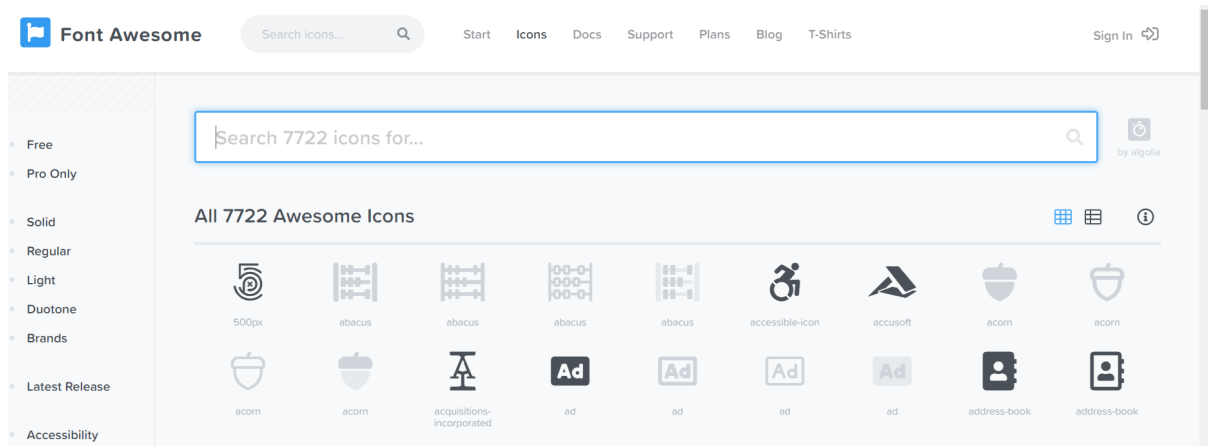 Font Awesome
Search icons...
Start Icons Docs Support Plans Blog T-Shirts
Sign In
Free
Pro Only
Solid
Regular
Light
Duotone
Brands
Latest Release
Accessibility
Search 7722 icons for...
by algolia
All 7722 Awesome Icons
500px abacus abacus abacus abacus accessible-icon accusoft acorn acorn
Ad Ad Ad Ad
acorn acorn acquisitions-incorporated ad ad ad ad address-book address-book